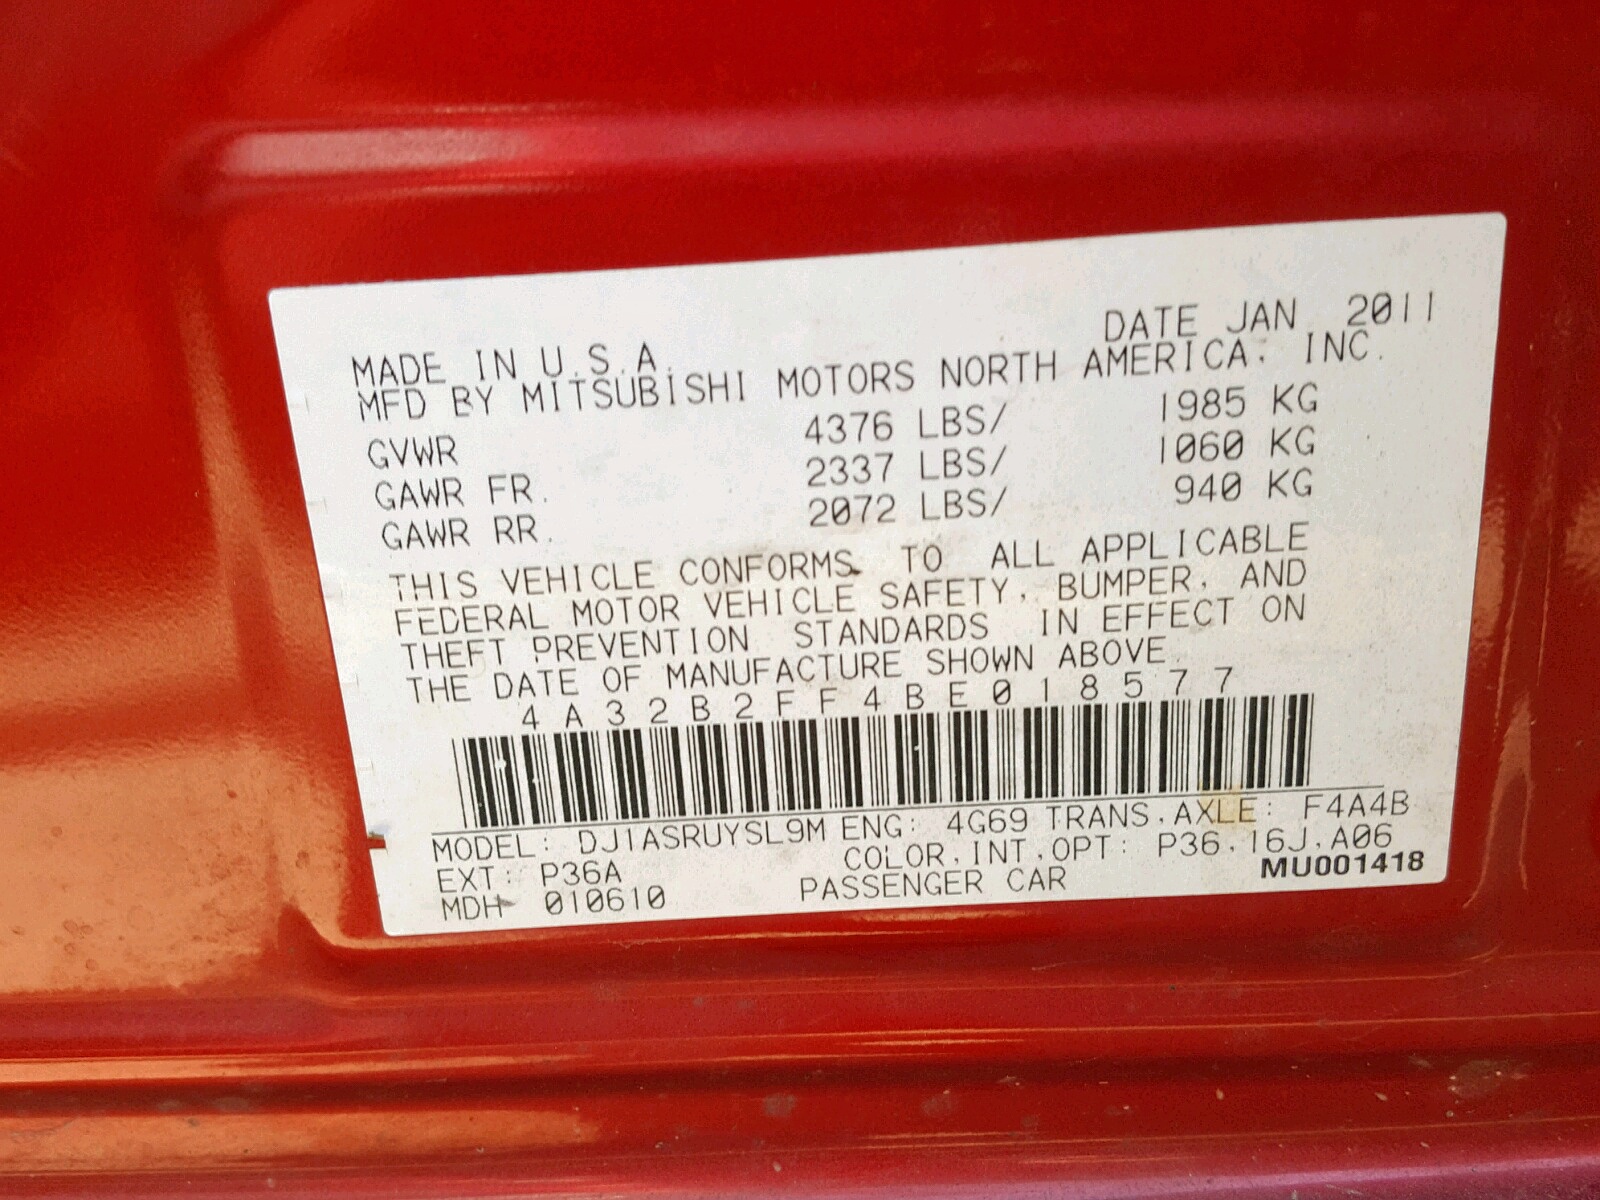 DATE JAN 2011
MADE IN U.S.A.
MFD BY MITSUBISHI MOTORS NORTH AMERICA, INC.
GVWR 4376 LBS/ 1985 KG
GAWR FR. 2337 LBS/ 1060 KG
GAWR RR. 2072 LBS/ 940 KG
THIS VEHICLE CONFORMS TO ALL APPLICABLE
FEDERAL MOTOR VEHICLE SAFETY, BUMPER, AND
THEFT PREVENTION STANDARDS IN EFFECT ON
THE DATE OF MANUFACTURE SHOWN ABOVE
4A32B2FF4BE018577
MODEL: DJ1ASRUYSL9M ENG: 4G69 TRANS.AXLE: F4A4B
EXT: P36A COLOR.INT.OPT: P36.16J.A06
MDH 010610 PASSENGER CAR MU001418